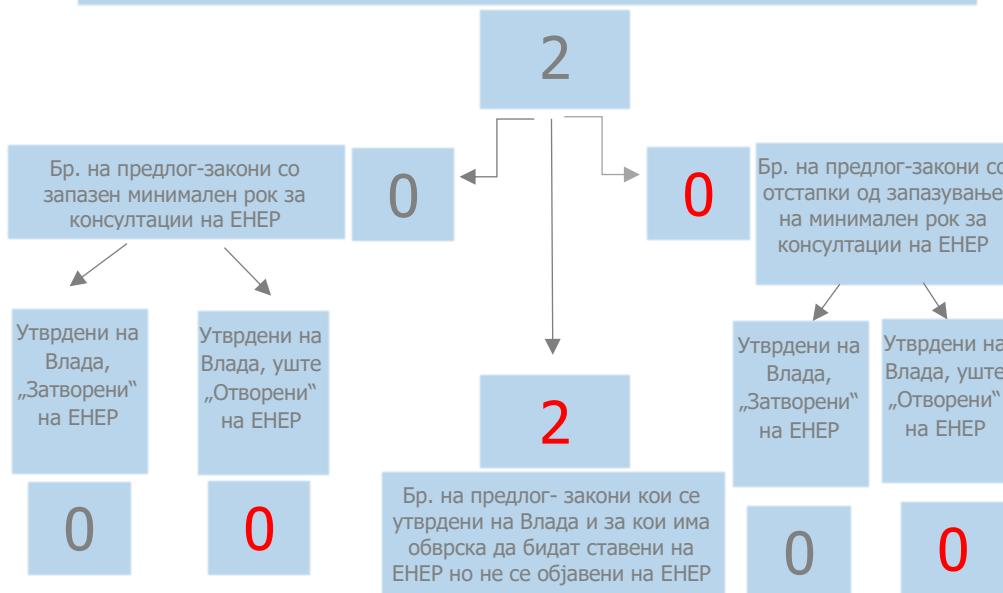 2
Бр. на предлог-закони со
запазен минимален рок за
консултации на ЕНЕР
0
0
Бр. на предлог-закони со
отстапки од запазување
на минимален рок за
консултации на ЕНЕР
Утврдени на
Влада,
„Затворени“
на ЕНЕР
Утврдени на
Влада, уште
„Отворени“
на ЕНЕР
2
Утврдени на
Влада,
„Затворени“
на ЕНЕР
Утврдени на
Влада, уште
„Отворени“
на ЕНЕР
0
0
Бр. на предлог- закони кои се
утврдени на Влада и за кои има
обврска да бидат ставени на
ЕНЕР но не се објавени на ЕНЕР
0
0